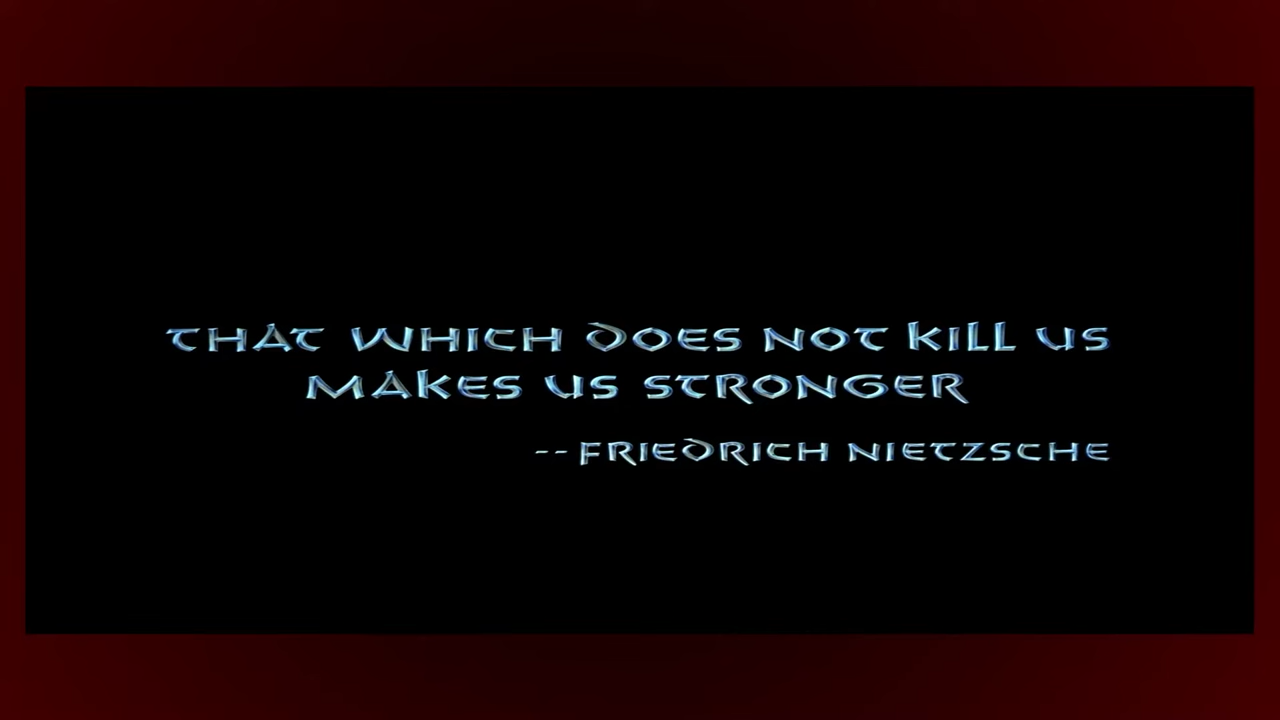 THAT WHICH DOES NOT KILL US
MAKES US STRONGER
--FRIEDRICH NIETZSCHE